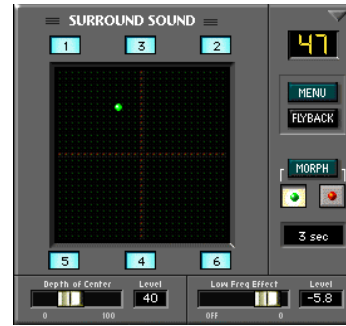 SURROUND SOUND
1 3 2
47
MENU
FLYBACK
MORPH
3 sec
5 4 6
Depth of Center Level
40
0 100
Low Freq Effect Level
-5.8
OFF 0